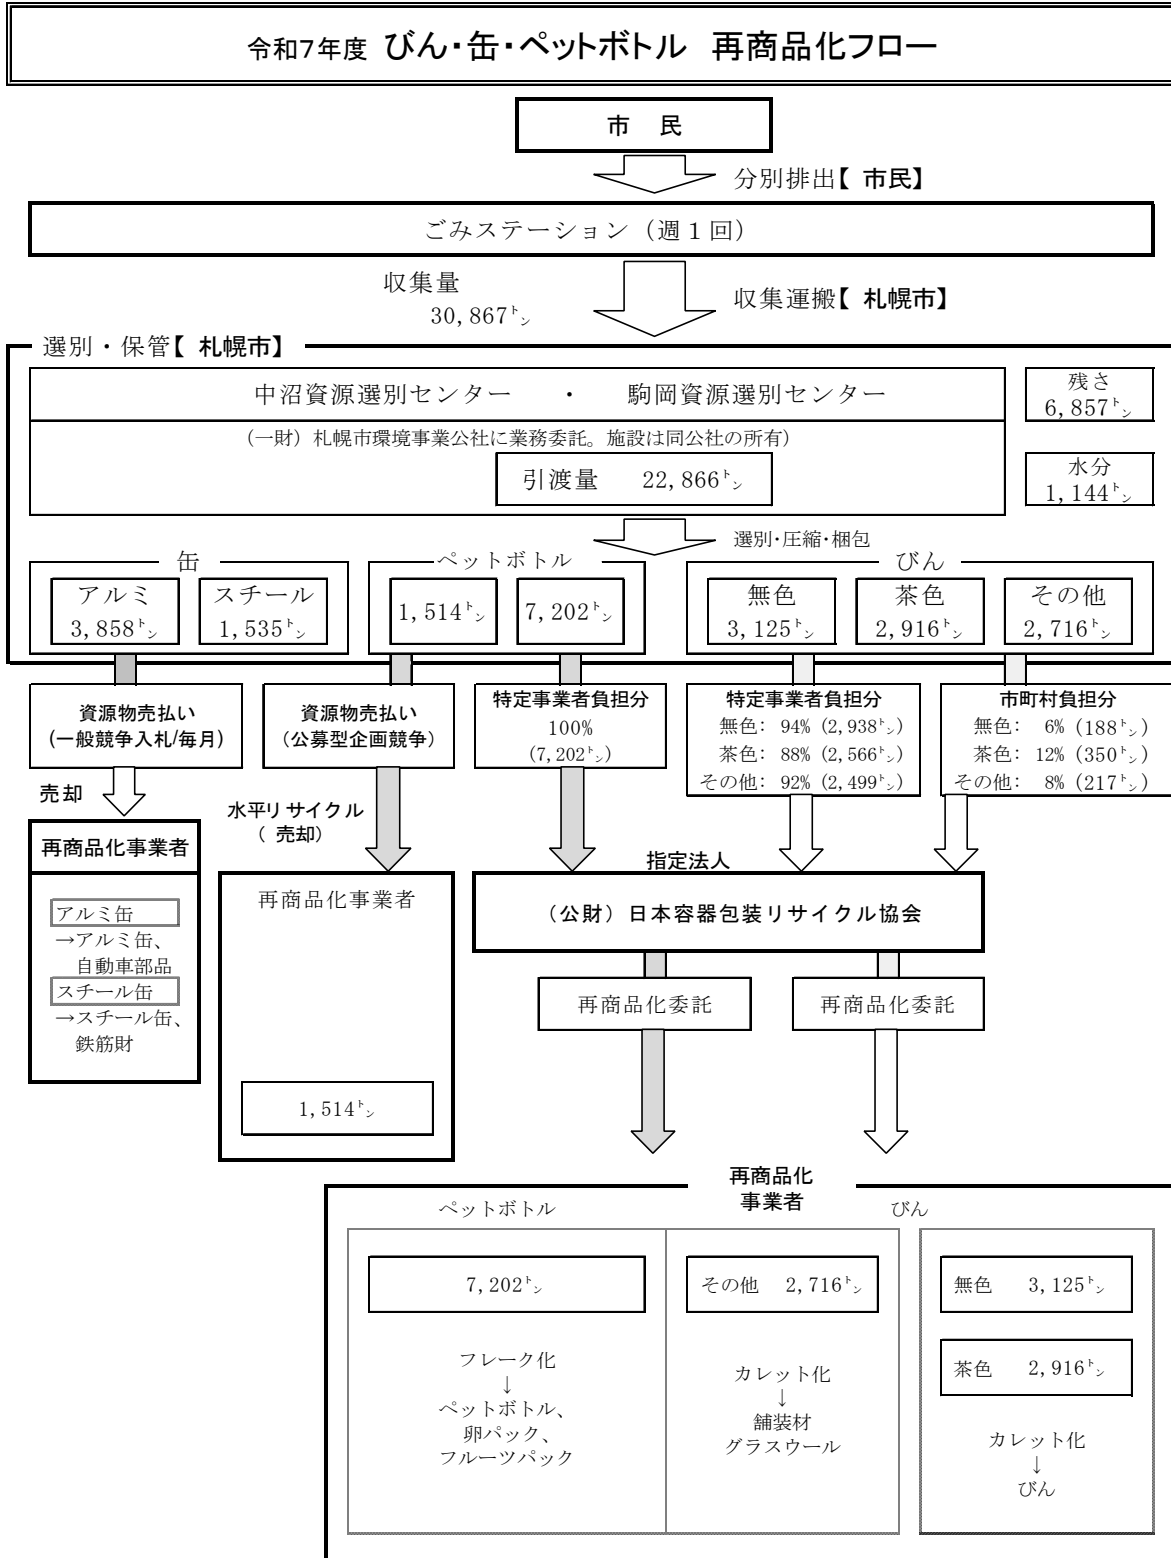 令和7年度 びん・缶・ペットボトル 再商品化フロー
市 民
分別排出【 市民】
ごみステーション（週１回）
収集量
30,867㌧
収集運搬【 札幌市】
選別・保管【 札幌市】
中沼資源選別センター ・ 駒岡資源選別センター
（一財）札幌市環境事業公社に業務委託。施設は同公社の所有）
引渡量 22,866㌧
残さ
6,857㌧
水分
1,144㌧
選別・圧縮・梱包
缶
アルミ
3,858㌧
スチール
1,535㌧
ペットボトル
1,514㌧
7,202㌧
びん
無色
3,125㌧
茶色
2,916㌧
その他
2,716㌧
資源物売払い
(一般競争入札/毎月)
資源物売払い
(公募型企画競争)
特定事業者負担分
100%
(7,202㌧)
特定事業者負担分
無色: 94% (2,938㌧)
茶色: 88% (2,566㌧)
その他: 92% (2,499㌧)
市町村負担分
無色: 6% (188㌧)
茶色: 12% (350㌧)
その他: 8% (217㌧)
売却
水平リサイクル
( 売却)
再商品化事業者
アルミ缶
→アルミ缶、
自動車部品
スチール缶
→スチール缶、
鉄筋財
再商品化事業者
1,514㌧
指定法人
（公財）日本容器包装リサイクル協会
再商品化委託
再商品化委託
再商品化
事業者
ペットボトル
びん
7,202㌧
フレーク化
↓
ペットボトル、
卵パック、
フルーツパック
その他 2,716㌧
カレット化
↓
舗装材
グラスウール
無色 3,125㌧
茶色 2,916㌧
カレット化
↓
びん